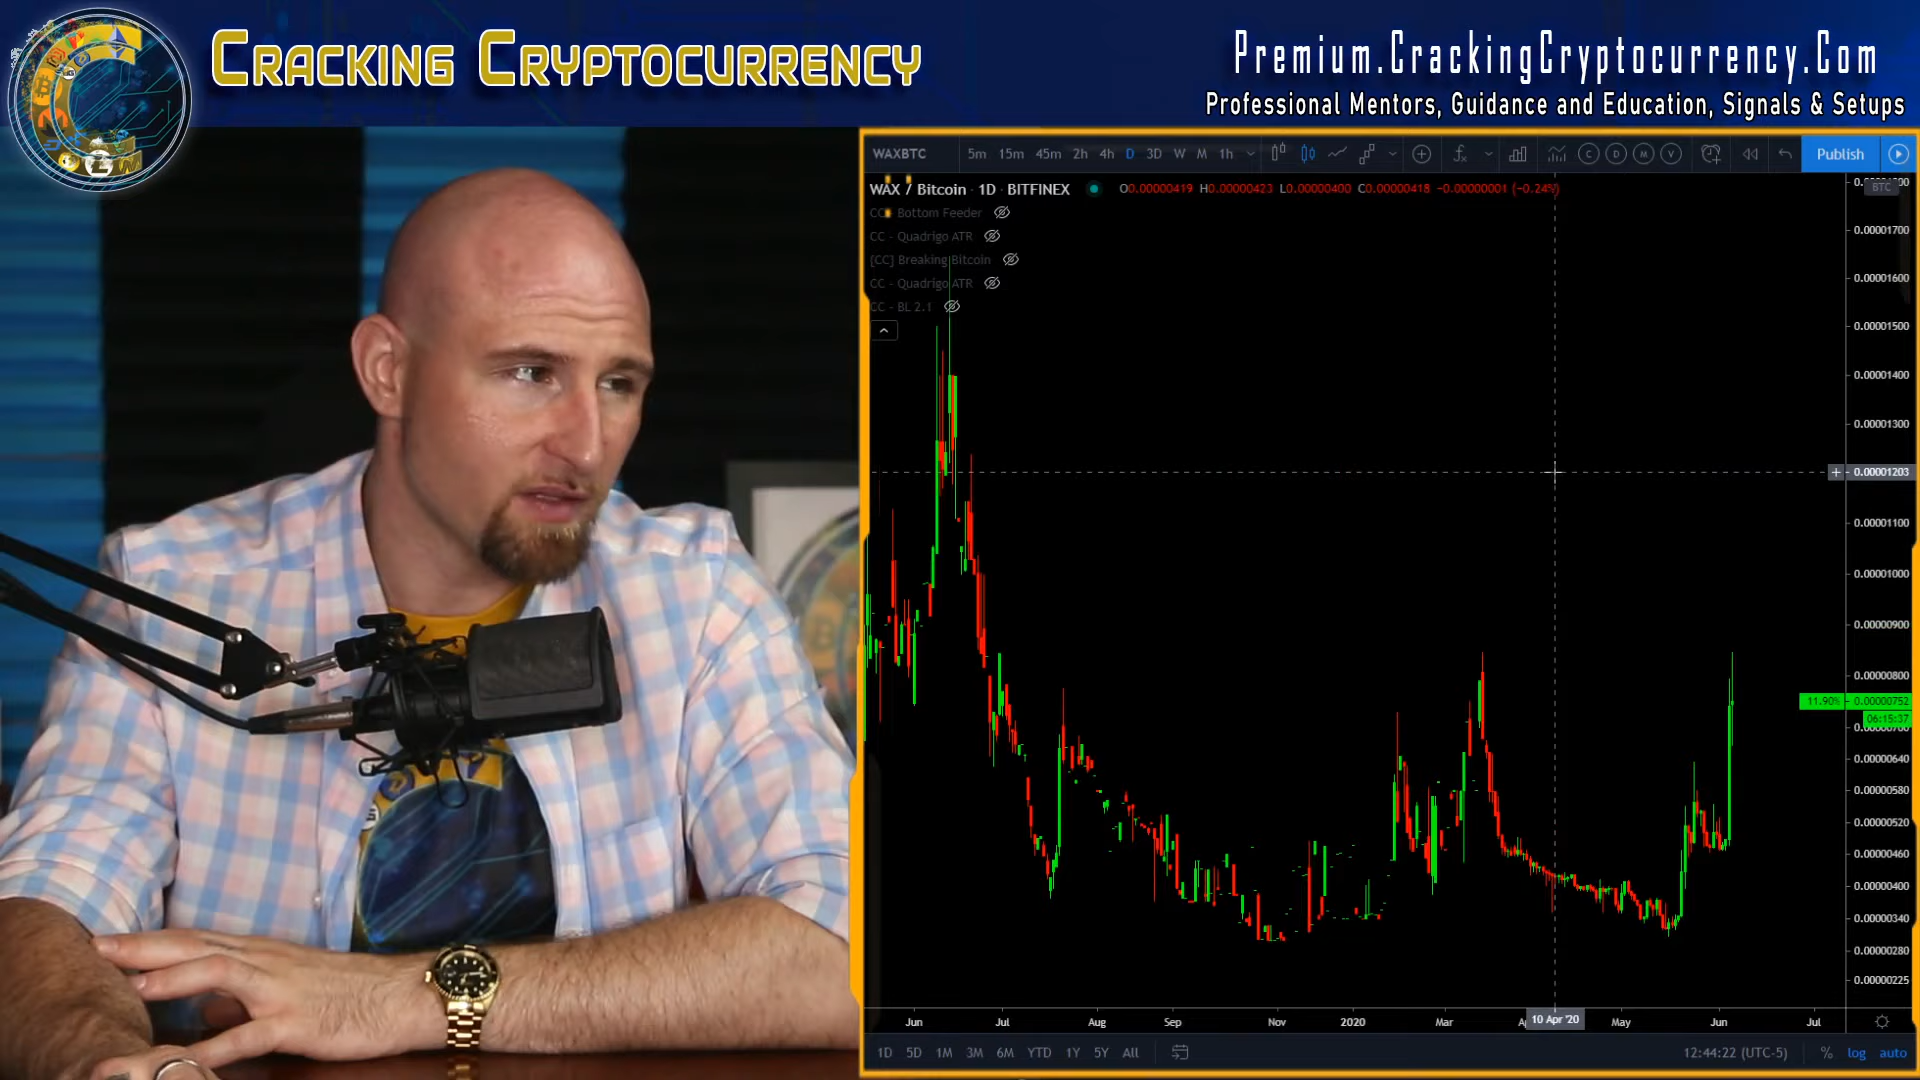 CRACKING CRYPTOCURRENCY
Premium.CrackingCryptocurrency.Com
Professional Mentors, Guidance and Education, Signals & Setups
WAXBTC 5m 15m 45m 2h 4h D 3D W M 1h C D M V Publish
WAX / Bitcoin · 1D · BITFINEX O0.00000419 H0.00000423 L0.00000400 C0.00000418 −0.00000001 (−0.24%)
BTC
Bottom Feeder
CC - Quadrigo ATR
[CC] Breaking Bitcoin
CC - Quadrigo ATR
CC - BL 2.1
0.00001700
0.00001600
0.00001500
0.00001400
0.00001300
0.00001203
0.00001100
0.00001000
0.00000900
0.00000800
11.90% 0.00000752
06:15:37
0.00000640
0.00000580
0.00000520
0.00000460
0.00000400
0.00000340
0.00000280
0.00000225
Jun Jul Aug Sep Nov 2020 Mar 10 Apr '20 May Jun Jul
1D 5D 1M 3M 6M YTD 1Y 5Y All 12:44:22 (UTC-5) % log auto